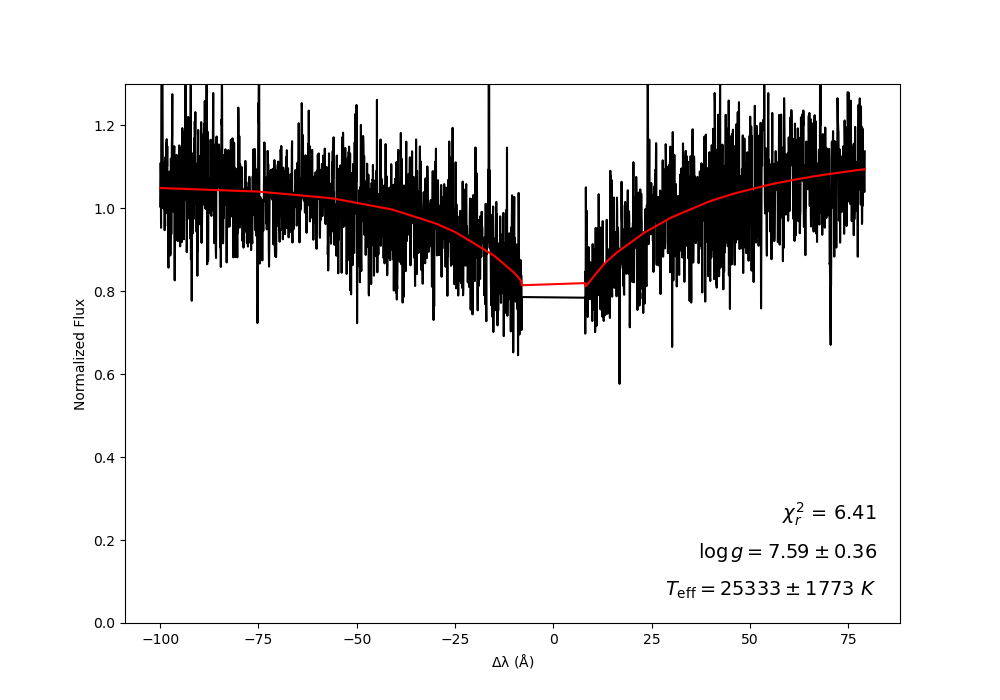 1.2
1.0
0.8
0.6
0.4
0.2
0.0
Normalized Flux
χ²ᵣ = 6.41
log g = 7.59 ± 0.36
T_eff = 25333 ± 1773 K
−100 −75 −50 −25 0 25 50 75
Δλ (Å)